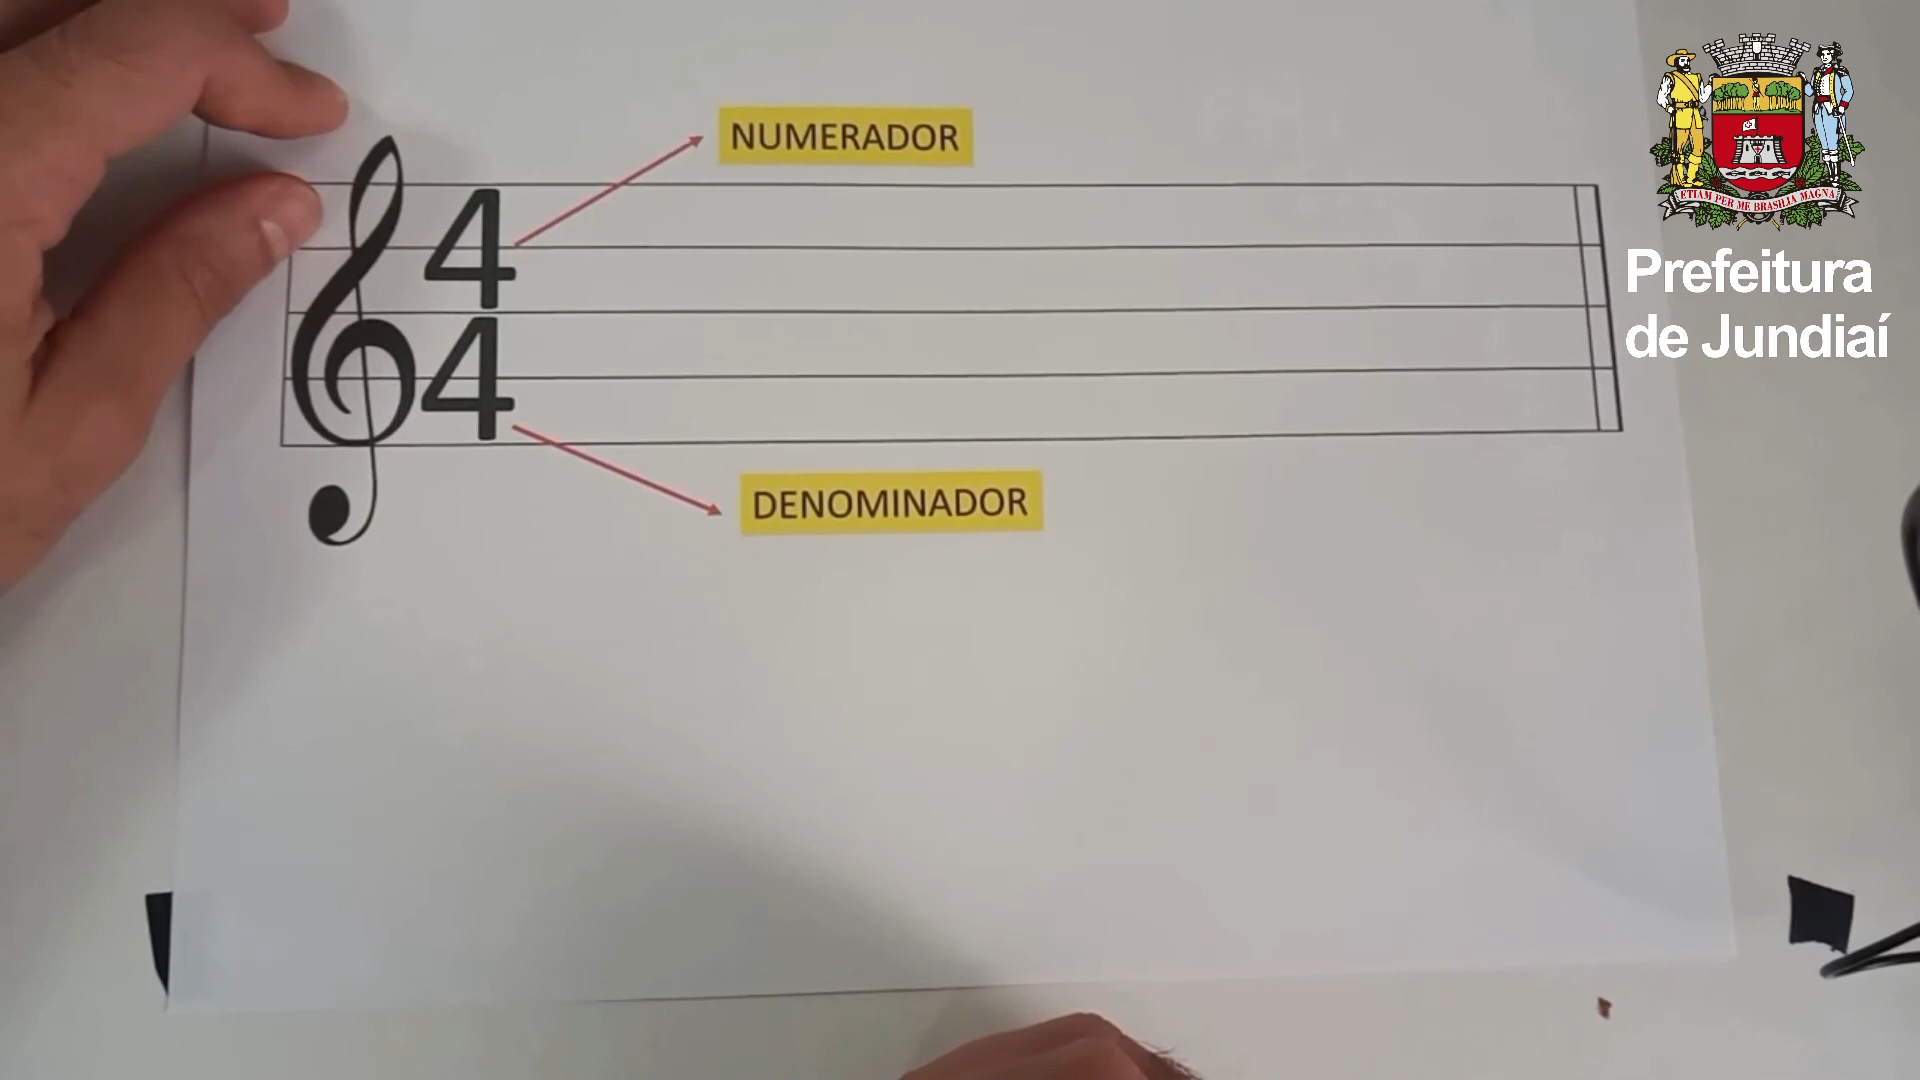 NUMERADOR
4
4
DENOMINADOR
ETIAM PER ME BRASILIA MAGNA
Prefeitura
de Jundiaí